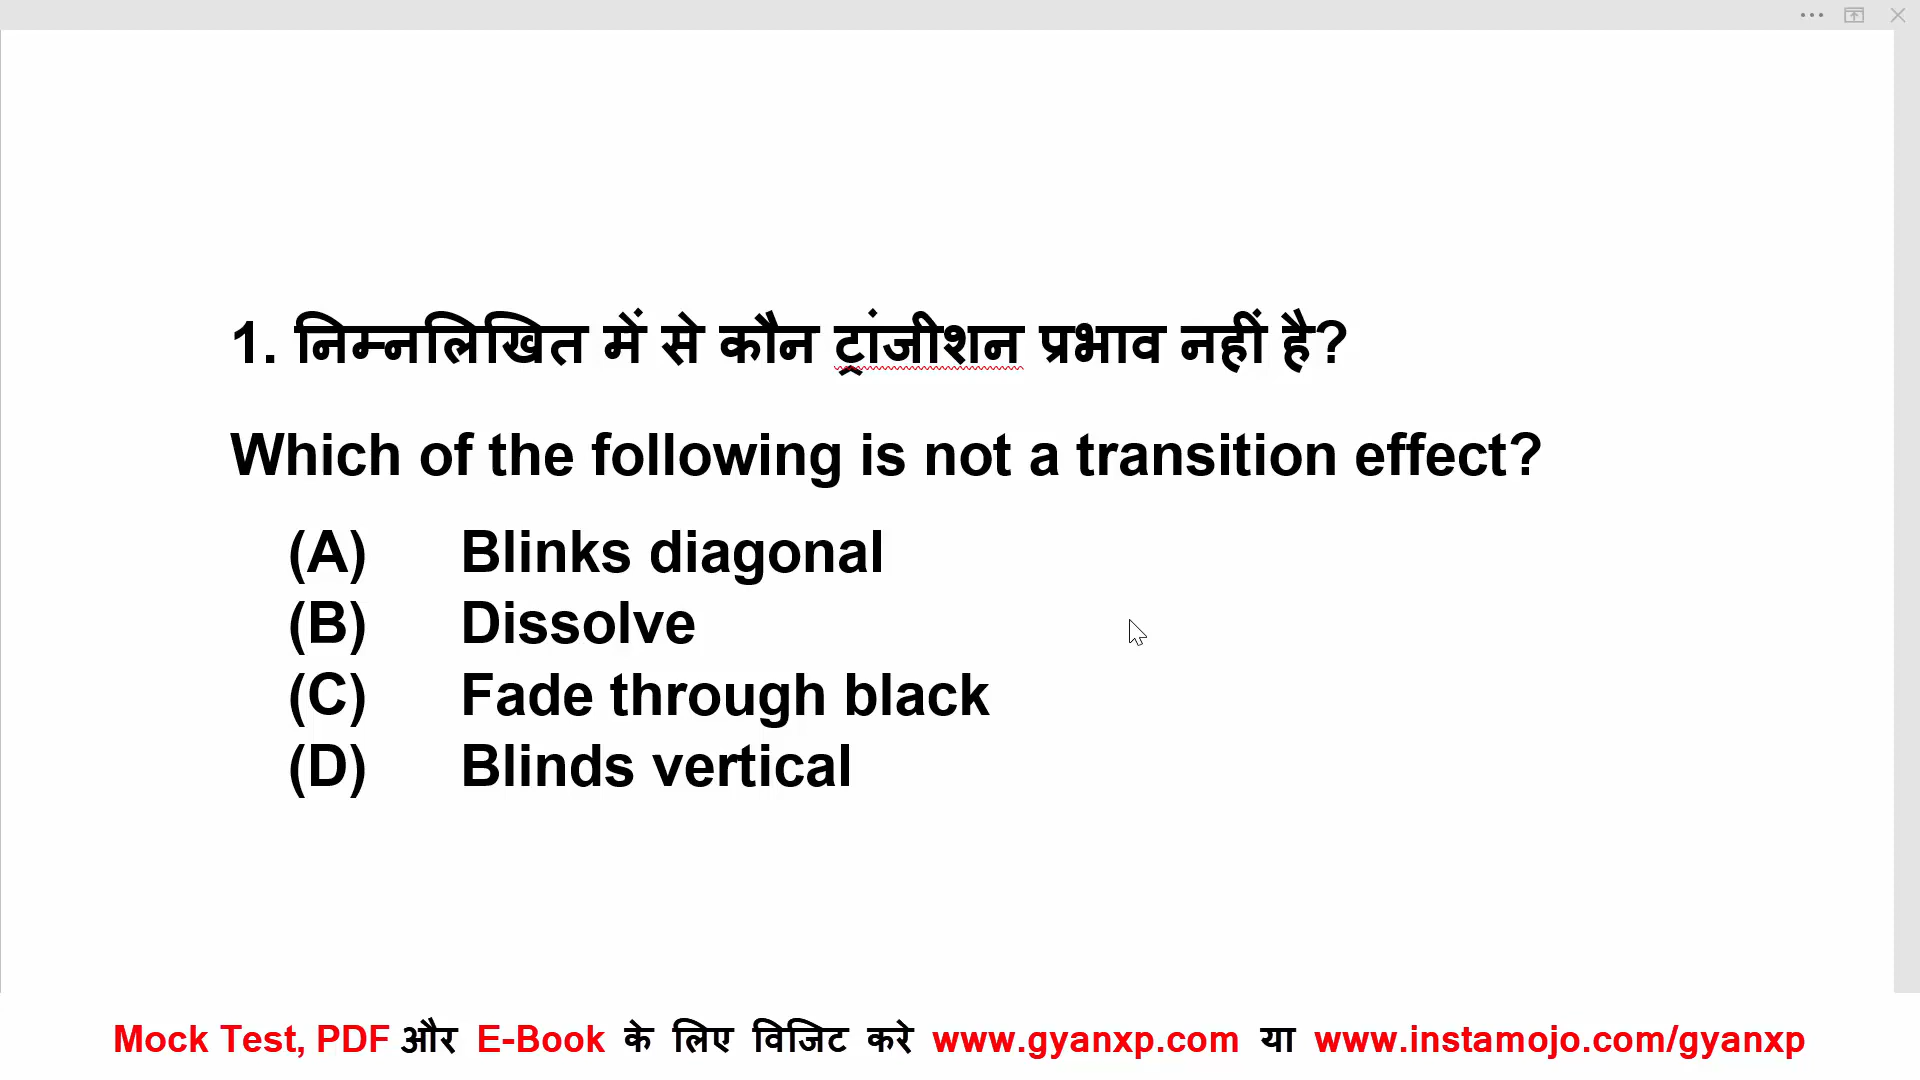 1. निम्नलिखित में से कौन ट्रांजीशन प्रभाव नहीं है?
Which of the following is not a transition effect?
(A) Blinks diagonal
(B) Dissolve
(C) Fade through black
(D) Blinds vertical
Mock Test, PDF और E-Book के लिए विजिट करे www.gyanxp.com या www.instamojo.com/gyanxp